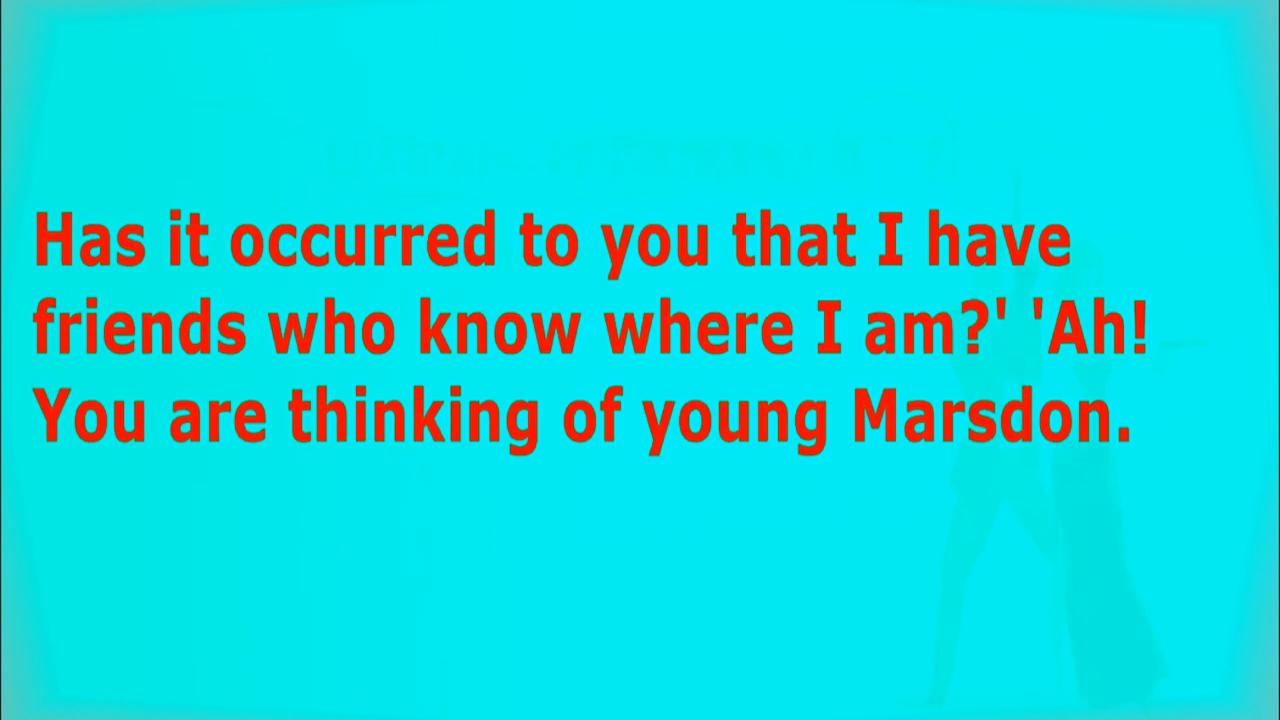 Has it occurred to you that I have
friends who know where I am?' 'Ah!
You are thinking of young Marsdon.